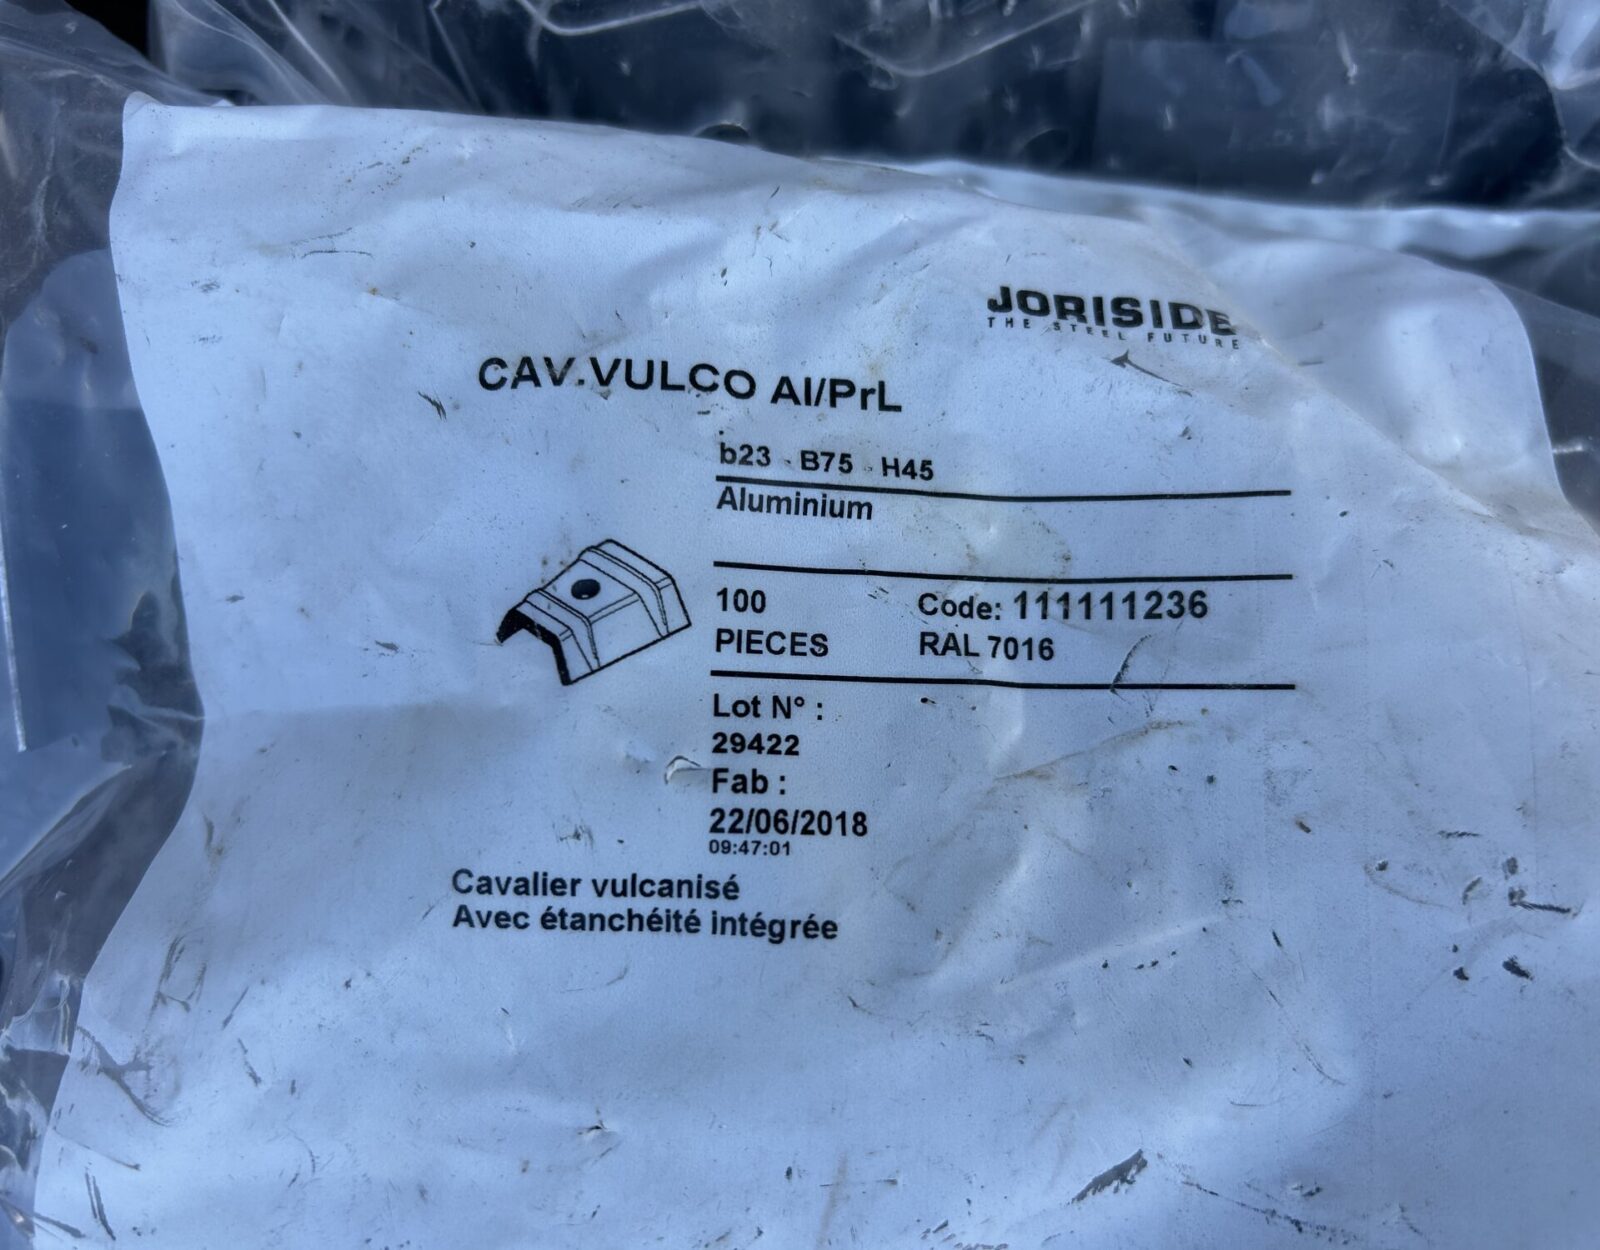 JORISIDE
THE STEEL FUTURE
CAV.VULCO Al/PrL
b23 - B75 - H45
Aluminium
100 Code: 111111236
PIECES RAL 7016
Lot N° :
29422
Fab :
22/06/2018
09:47:01
Cavalier vulcanisé
Avec étanchéité intégrée